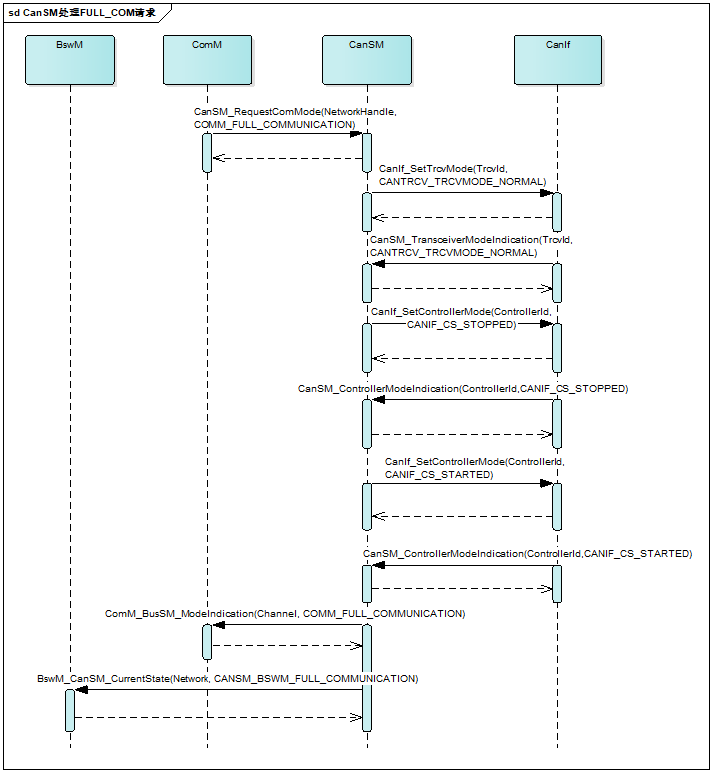 sd CanSM处理FULL_COM请求
BswM
ComM
CanSM
CanIf
CanSM_RequestComMode(NetworkHandle,
COMM_FULL_COMMUNICATION)
CanIf_SetTrcvMode(TrcvId,
CANTRCV_TRCVMODE_NORMAL)
CanSM_TransceiverModeIndication(TrcvId,
CANTRCV_TRCVMODE_NORMAL)
CanIf_SetControllerMode(ControllerId,
CANIF_CS_STOPPED)
CanSM_ControllerModeIndication(ControllerId,CANIF_CS_STOPPED)
CanIf_SetControllerMode(ControllerId,
CANIF_CS_STARTED)
CanSM_ControllerModeIndication(ControllerId,CANIF_CS_STARTED)
ComM_BusSM_ModeIndication(Channel, COMM_FULL_COMMUNICATION)
BswM_CanSM_CurrentState(Network, CANSM_BSWM_FULL_COMMUNICATION)